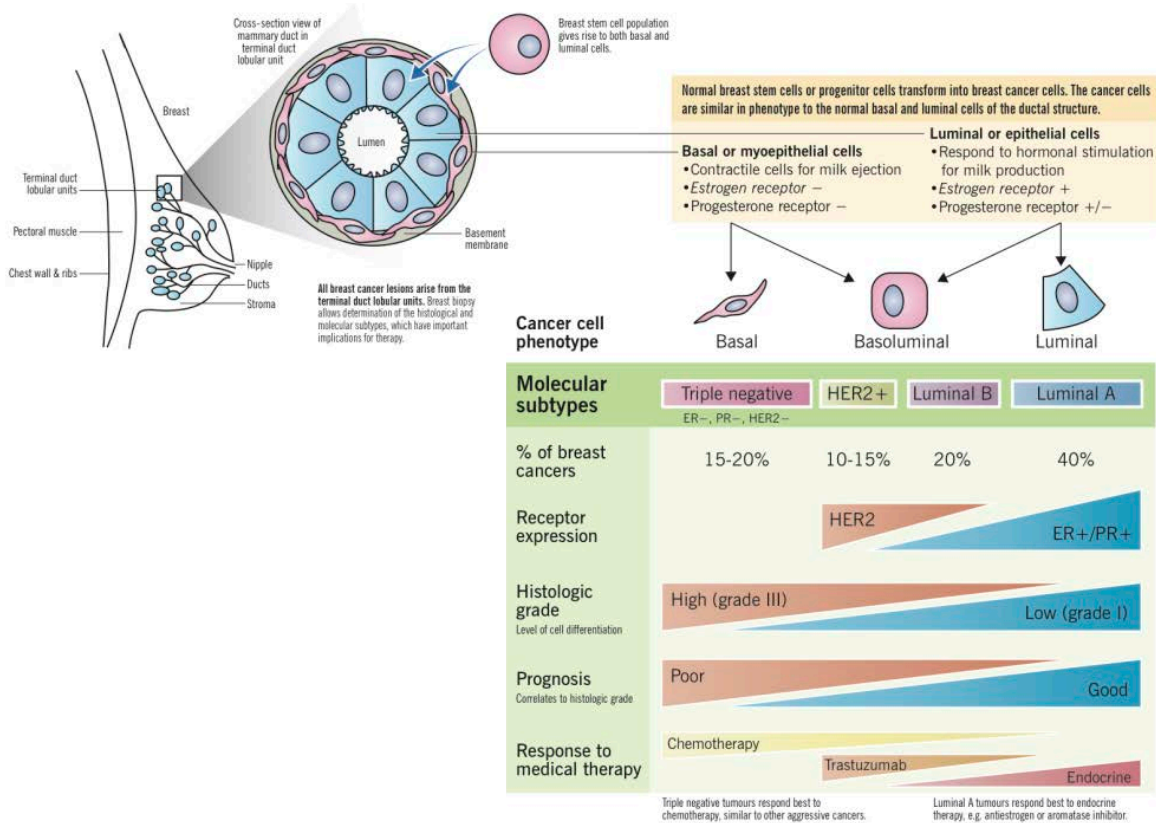 Cross-section view of
mammary duct in
terminal duct
lobular unit
Breast stem cell population
gives rise to both basal and
luminal cells.
Breast
Lumen
Terminal duct
lobular units
Pectoral muscle
Chest wall & ribs
Nipple
Ducts
Stroma
Basement
membrane
All breast cancer lesions arise from the
terminal duct lobular units. Breast biopsy
allows determination of the histological and
molecular subtypes, which have important
implications for therapy.
Normal breast stem cells or progenitor cells transform into breast cancer cells. The cancer cells
are similar in phenotype to the normal basal and luminal cells of the ductal structure.
Basal or myoepithelial cells
•Contractile cells for milk ejection
•Estrogen receptor −
•Progesterone receptor −
Luminal or epithelial cells
•Respond to hormonal stimulation
for milk production
•Estrogen receptor +
•Progesterone receptor +/−
Cancer cell
phenotype
Basal
Basoluminal
Luminal
Molecular
subtypes
Triple negative
ER−, PR−, HER2−
HER2+
Luminal B
Luminal A
% of breast
cancers
15-20%
10-15%
20%
40%
Receptor
expression
HER2
ER+/PR+
Histologic
grade
Level of cell differentiation
High (grade III)
Low (grade I)
Prognosis
Correlates to histologic grade
Poor
Good
Response to
medical therapy
Chemotherapy
Trastuzumab
Endocrine
Triple negative tumours respond best to
chemotherapy, similar to other aggressive cancers.
Luminal A tumours respond best to endocrine
therapy, e.g. antiestrogen or aromatase inhibitor.